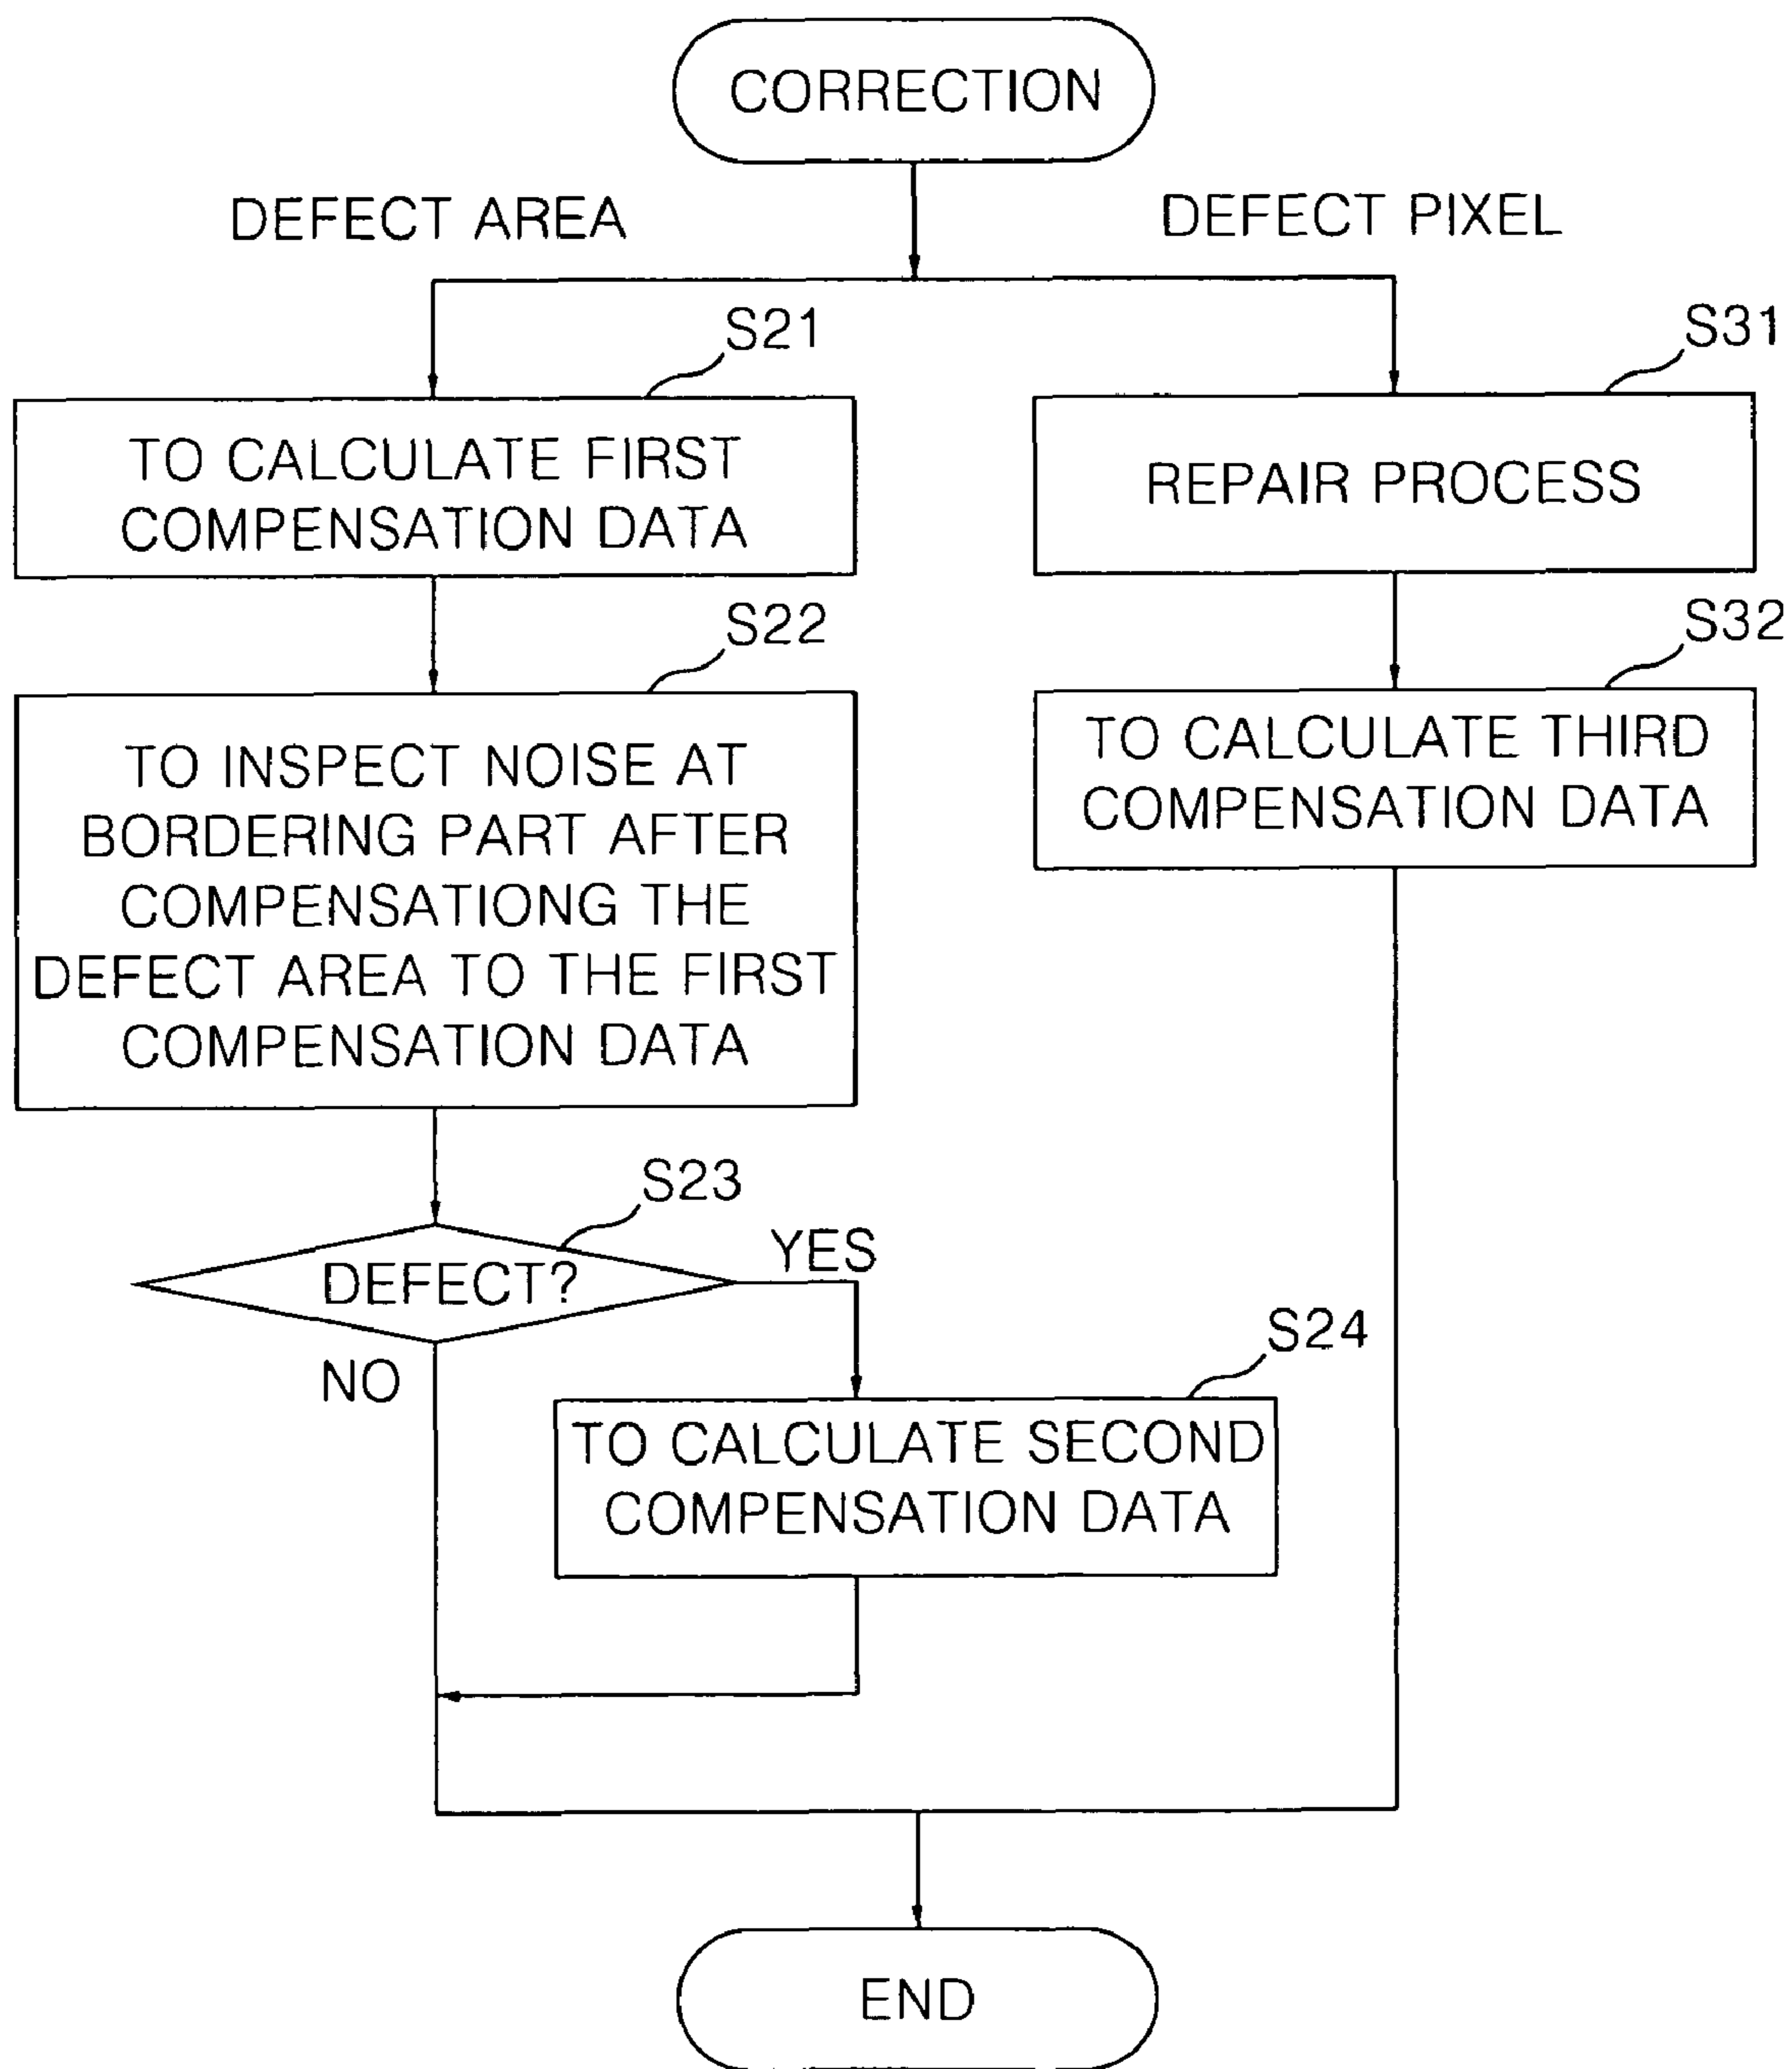 CORRECTION
DEFECT AREA
DEFECT PIXEL
S21
TO CALCULATE FIRST
COMPENSATION DATA
S22
TO INSPECT NOISE AT
BORDERING PART AFTER
COMPENSATIONG THE
DEFECT AREA TO THE FIRST
COMPENSATION DATA
S23
DEFECT?
YES
NO
S24
TO CALCULATE SECOND
COMPENSATION DATA
S31
REPAIR PROCESS
S32
TO CALCULATE THIRD
COMPENSATION DATA
END